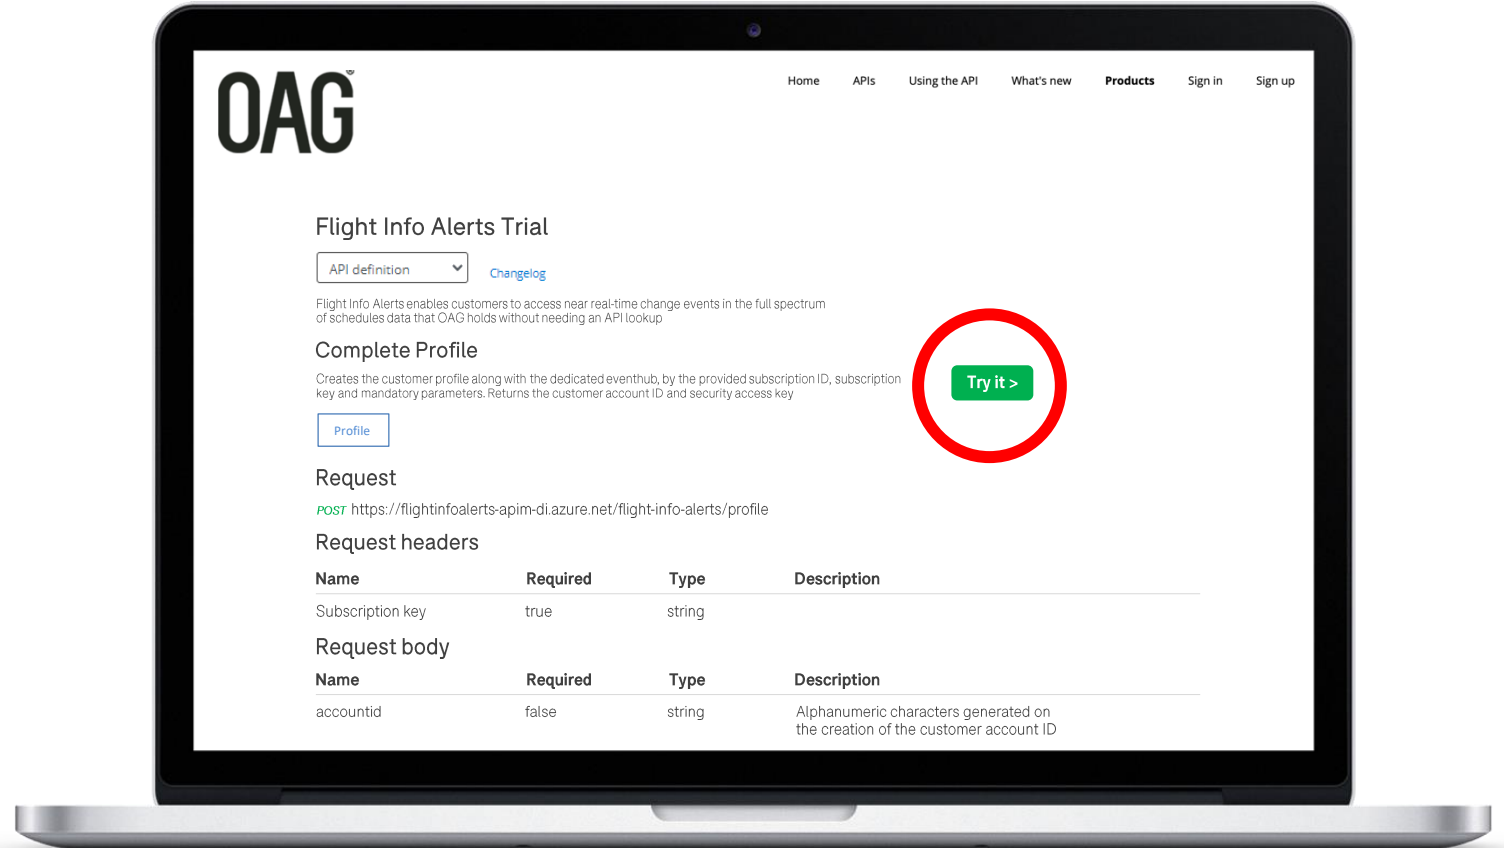 OAG®
Home APIs Using the API What's new Products Sign in Sign up
Flight Info Alerts Trial
API definition Changelog
Flight Info Alerts enables customers to access near real-time change events in the full spectrum
of schedules data that OAG holds without needing an API lookup
Complete Profile
Creates the customer profile along with the dedicated eventhub, by the provided subscription ID, subscription
key and mandatory parameters. Returns the customer account ID and security access key
Try it >
Profile
Request
POST https://flightinfoalerts-apim-di.azure.net/flight-info-alerts/profile
Request headers
Name Required Type Description
Subscription key true string
Request body
Name Required Type Description
accountid false string Alphanumeric characters generated on
the creation of the customer account ID